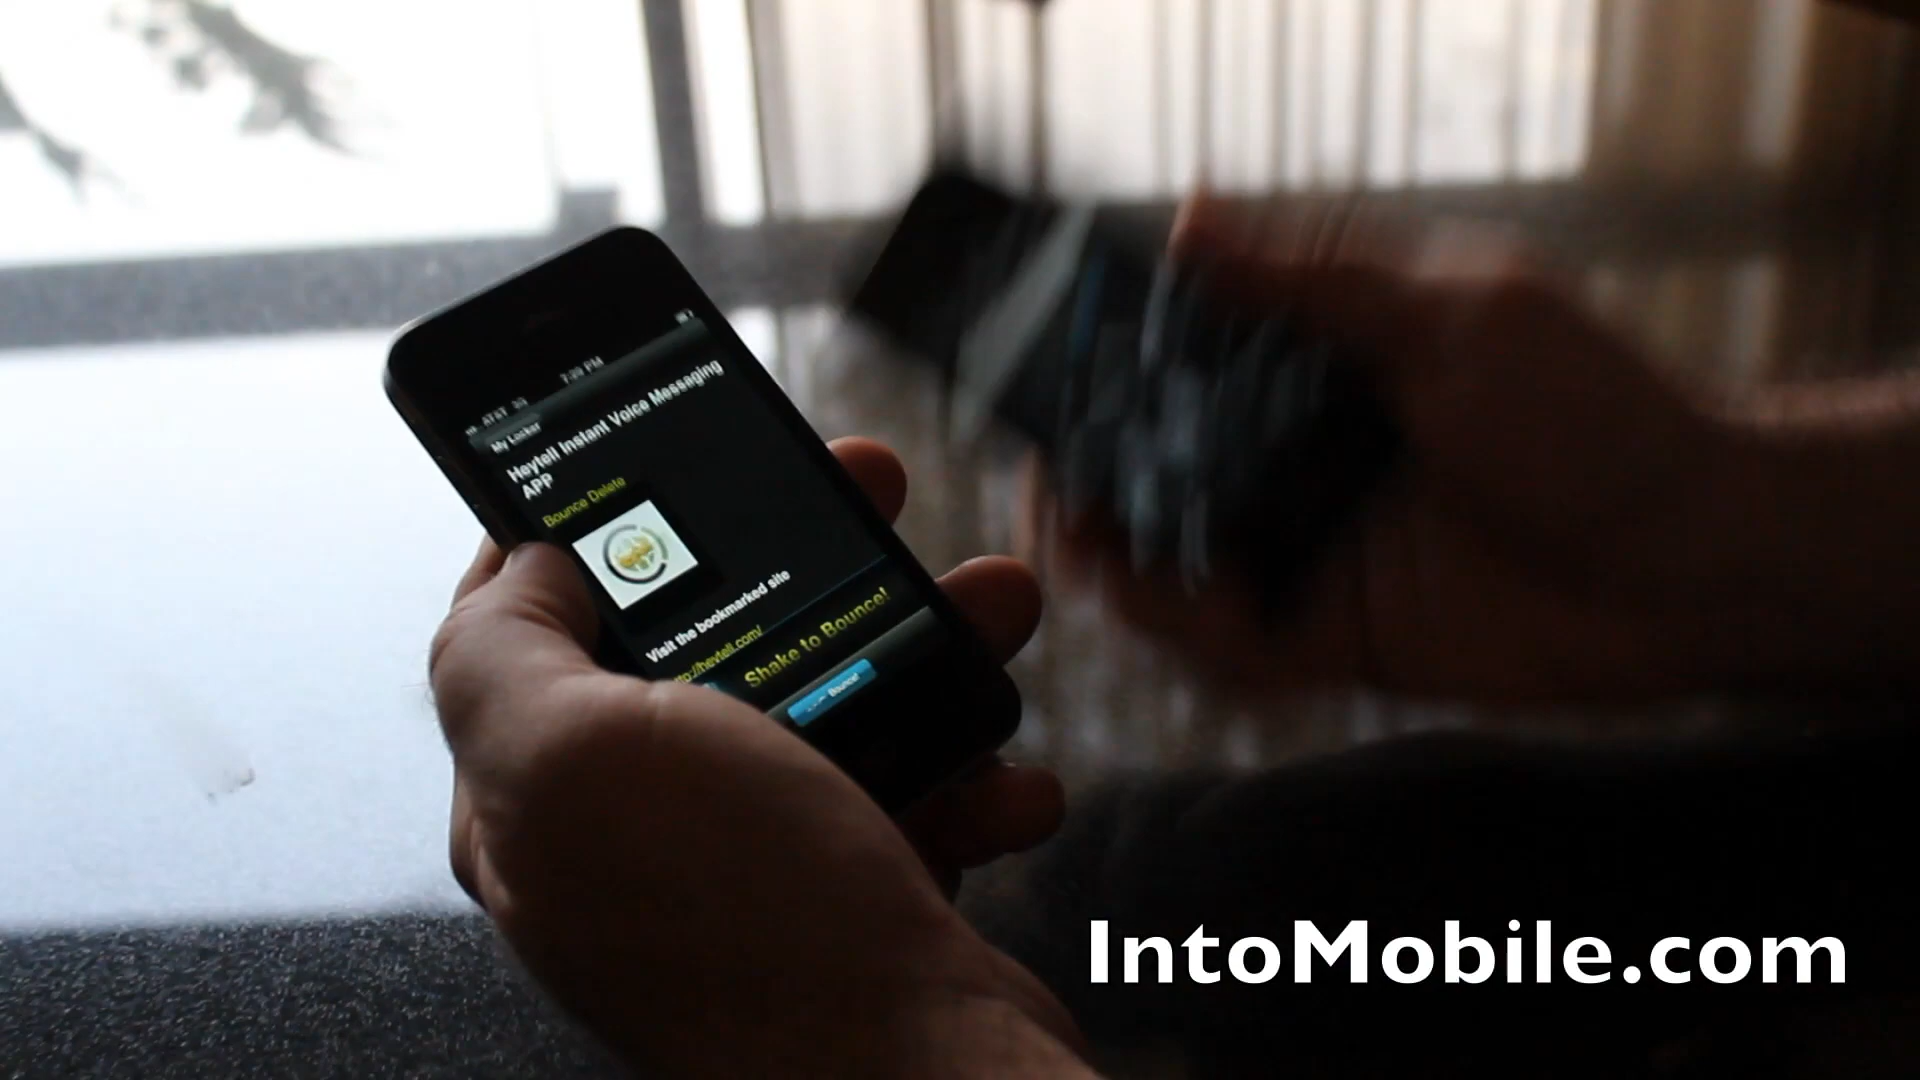 AT&T 3G
7:29 PM
My Locker
Heytell Instant Voice Messaging
APP
Bounce Delete
Visit the bookmarked site
http://heytell.com/
Shake to Bounce!
Bounce!
IntoMobile.com